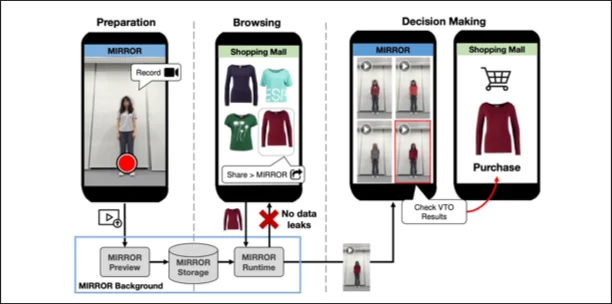 Preparation
Browsing
Decision Making
MIRROR
Record
Shopping Mall
Share > MIRROR
MIRROR
Shopping Mall
Purchase
Check VTO
Results
No data
leaks
MIRROR
Preview
MIRROR
Storage
MIRROR
Runtime
MIRROR Background